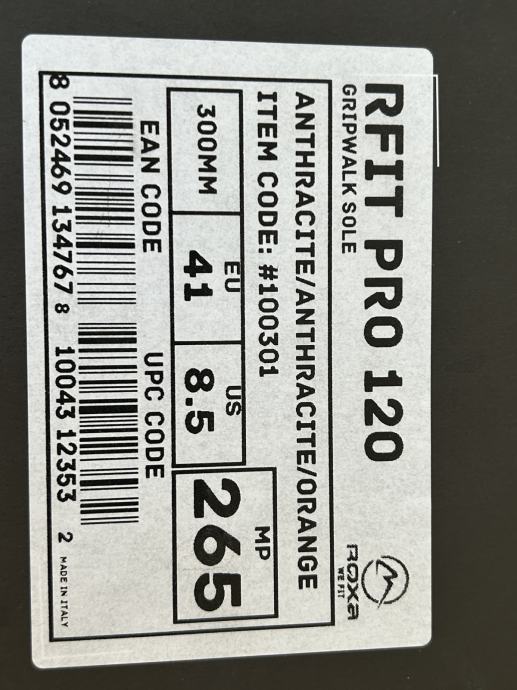 RFIT PRO 120
GRIPWALK SOLE
ROXA
WE FIT
ANTHRACITE/ANTHRACITE/ORANGE
ITEM CODE: #100301
300MM
EU
41
US
8.5
MP
265
EAN CODE
UPC CODE
8 052469 134767
8 10043 12353 2
MADE IN ITALY